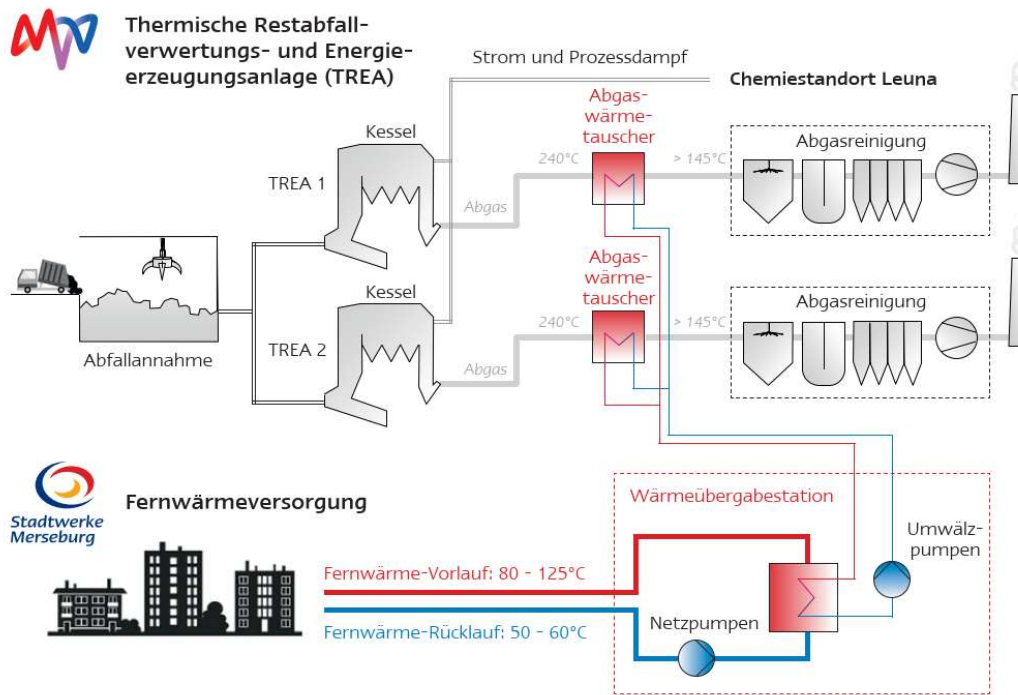 MVV
Thermische Restabfall-
verwertungs- und Energie-
erzeugungsanlage (TREA)
Strom und Prozessdampf
Chemiestandort Leuna
Abgas-
wärme-
tauscher
Kessel
Abgasreinigung
240°C
> 145°C
TREA 1
Abgas
Abgas-
wärme-
tauscher
Kessel
Abgasreinigung
240°C
> 145°C
TREA 2
Abfallannahme
Abgas
Stadtwerke
Merseburg
Fernwärmeversorgung
Wärmeübergabestation
Umwälz-
pumpen
Fernwärme-Vorlauf: 80 - 125°C
Fernwärme-Rücklauf: 50 - 60°C
Netzpumpen